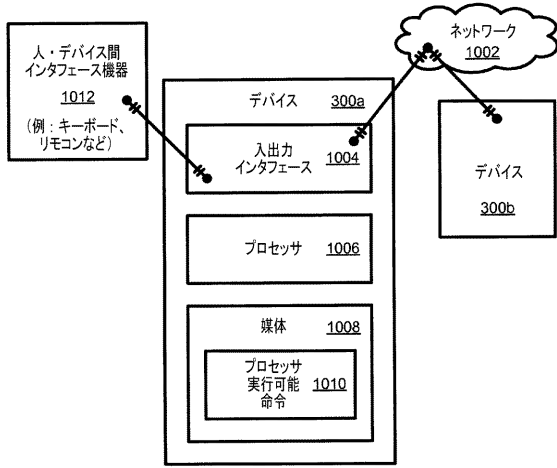 人・デバイス間
インタフェース機器
1012
(例:キーボード、
リモコンなど)
デバイス 300a
入出力
インタフェース 1004
プロセッサ 1006
媒体 1008
プロセッサ
実行可能 1010
命令
ネットワーク
1002
デバイス
300b